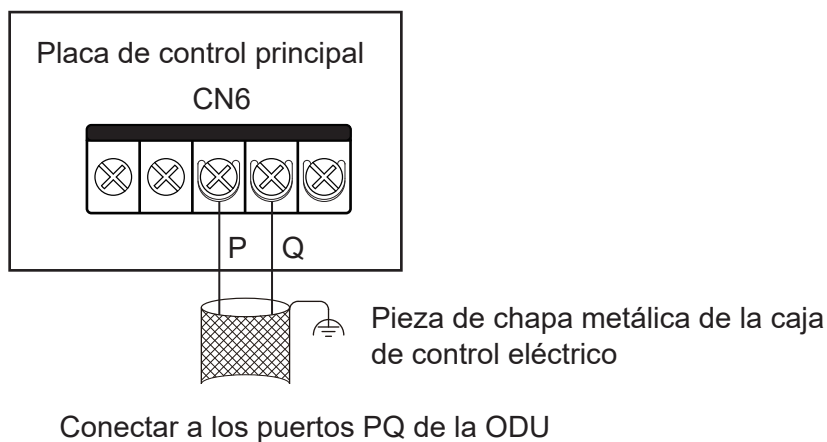 Placa de control principal
CN6
P Q
Pieza de chapa metálica de la caja
de control eléctrico
Conectar a los puertos PQ de la ODU